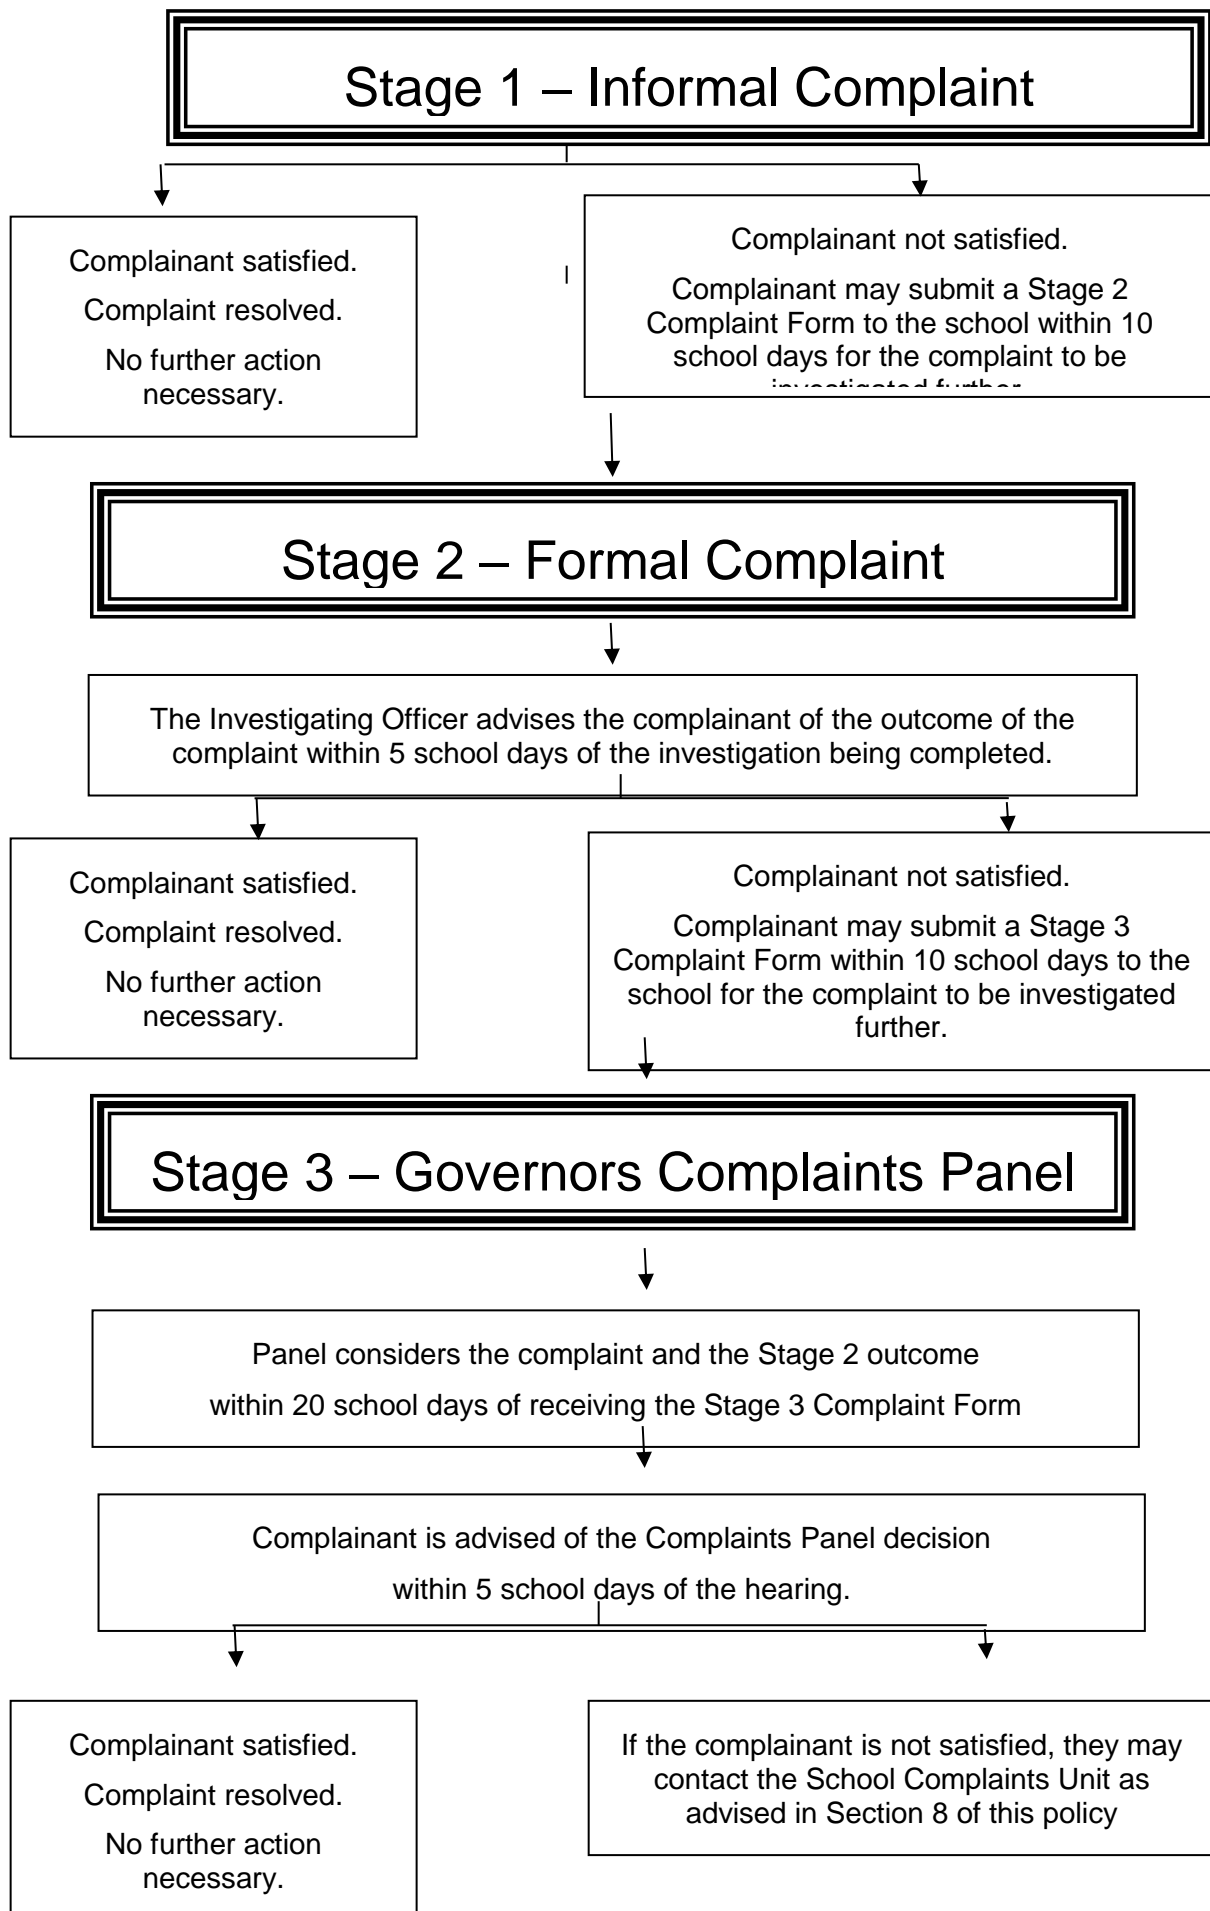 Stage 1 – Informal Complaint
Complainant satisfied.
Complaint resolved.
No further action
necessary.
Complainant not satisfied.
Complainant may submit a Stage 2
Complaint Form to the school within 10
school days for the complaint to be
investigated further
Stage 2 – Formal Complaint
The Investigating Officer advises the complainant of the outcome of the
complaint within 5 school days of the investigation being completed.
Complainant satisfied.
Complaint resolved.
No further action
necessary.
Complainant not satisfied.
Complainant may submit a Stage 3
Complaint Form within 10 school days to the
school for the complaint to be investigated
further.
Stage 3 – Governors Complaints Panel
Panel considers the complaint and the Stage 2 outcome
within 20 school days of receiving the Stage 3 Complaint Form
Complainant is advised of the Complaints Panel decision
within 5 school days of the hearing.
Complainant satisfied.
Complaint resolved.
No further action
necessary.
If the complainant is not satisfied, they may
contact the School Complaints Unit as
advised in Section 8 of this policy